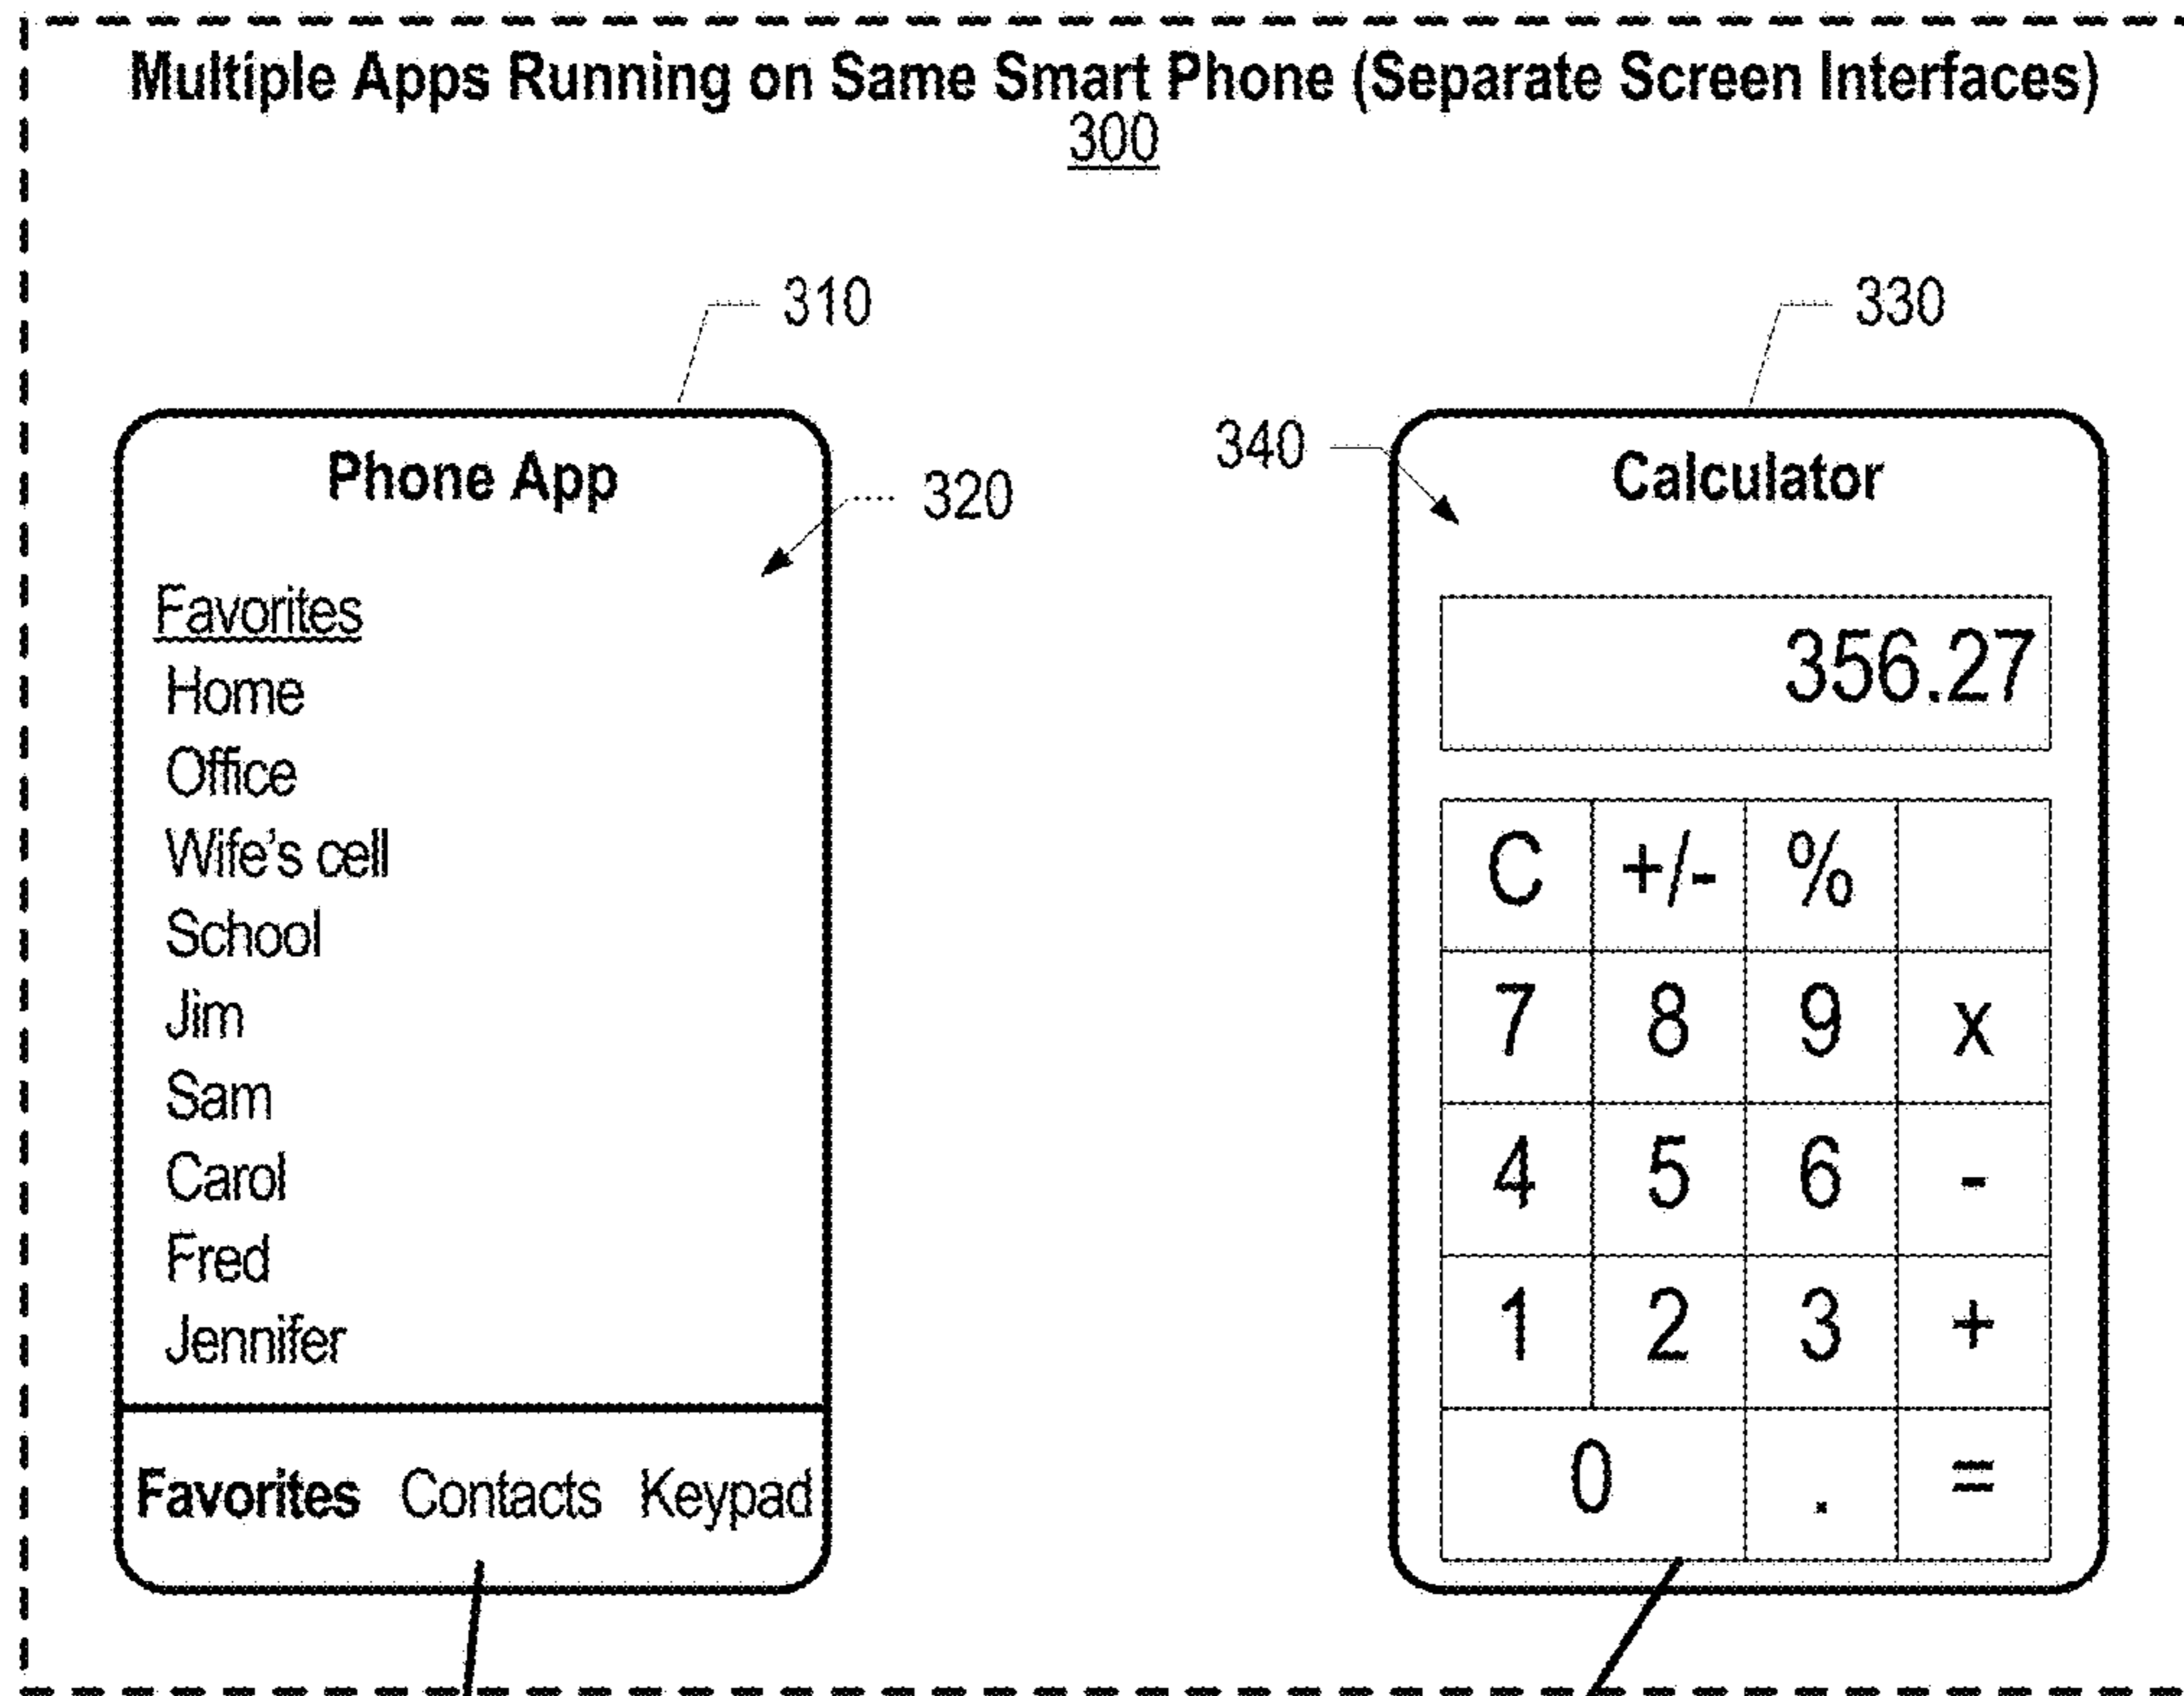 Multiple Apps Running on Same Smart Phone (Separate Screen Interfaces)
300
310
Phone App
320
Favorites
Home
Office
Wife's cell
School
Jim
Sam
Carol
Fred
Jennifer
Favorites Contacts Keypad
330
340
Calculator
356.27
C +/- %
7 8 9 x
4 5 6 -
1 2 3 +
0 . =